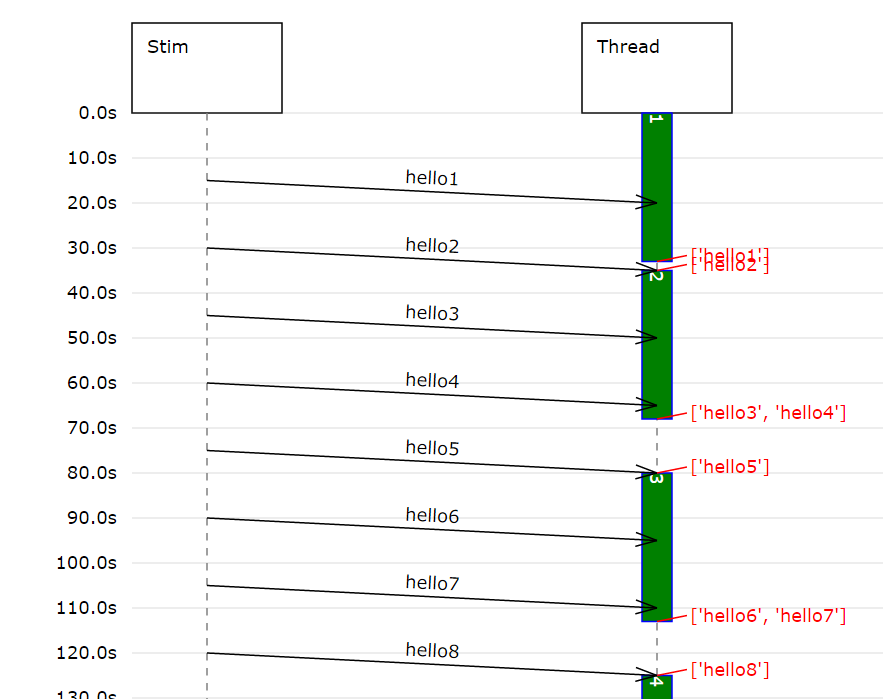 Stim
Thread
0.0s
1
10.0s
hello1
20.0s
30.0s
hello2
['hello1']
['hello2']
2
40.0s
hello3
50.0s
60.0s
hello4
['hello3', 'hello4']
70.0s
hello5
['hello5']
80.0s
3
90.0s
hello6
100.0s
hello7
110.0s
['hello6', 'hello7']
120.0s
hello8
['hello8']
4
130.0s